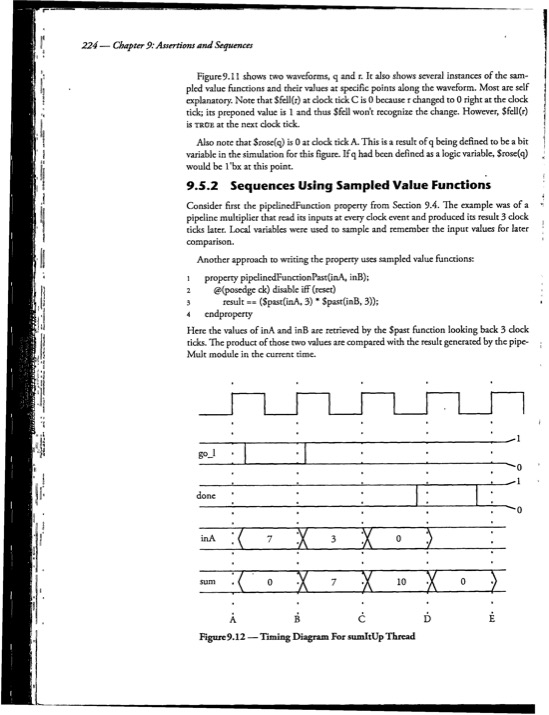 224 — Chapter 9: Assertions and Sequences
Figure 9.11 shows two waveforms, q and r. It also shows several instances of the sam-
pled value functions and their values at specific points along the waveform. Most are self
explanatory. Note that $fell(r) at clock tick C is 0 because r changed to 0 right at the clock
tick; its preponed value is 1 and thus $fell won't recognize the change. However, $fell(r)
is TRUE at the next clock tick.
Also note that $rose(q) is 0 at clock tick A. This is a result of q being defined to be a bit
variable in the simulation for this figure. If q had been defined as a logic variable, $rose(q)
would be 1'bx at this point.
9.5.2 Sequences Using Sampled Value Functions
Consider first the pipelinedFunction property from Section 9.4. The example was of a
pipeline multiplier that read its inputs at every clock event and produced its result 3 clock
ticks later. Local variables were used to sample and remember the input values for later
comparison.
Another approach to writing the property uses sampled value functions:
1 property pipelinedFunctionPast(inA, inB);
2 @(posedge ck) disable iff (reset)
3 result == ($past(inA, 3) * $past(inB, 3));
4 endproperty
Here the values of inA and inB are retrieved by the $past function looking back 3 clock
ticks. The product of those two values are compared with the result generated by the pipe-
Mult module in the current time.
1
go_l
0
1
done
0
inA 7 3 0
sum 0 7 10 0
A B C D E
Figure 9.12 — Timing Diagram For sumItUp Thread